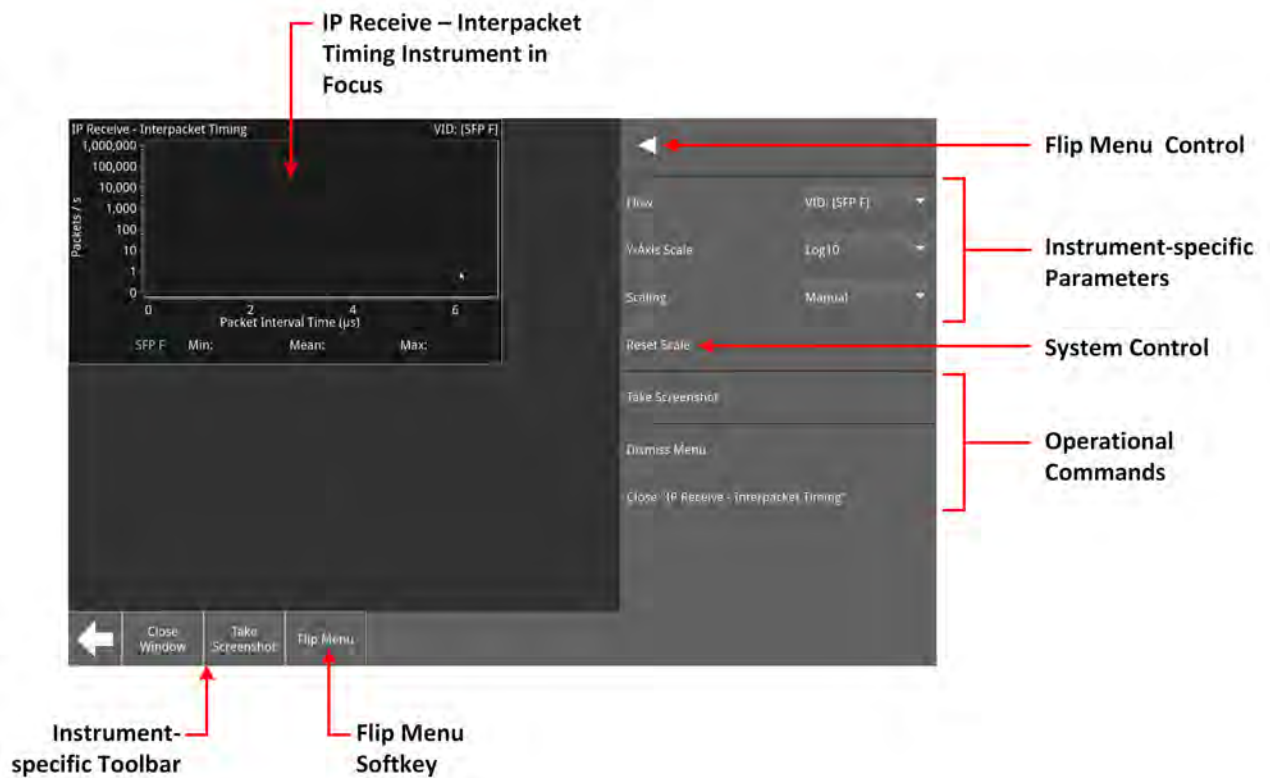 IP Receive – Interpacket
Timing Instrument in
Focus
IP Receive - Interpacket Timing VID: [SFP F]
1,000,000
100,000
10,000
1,000
100
10
1
0
Packets / s
0 2 4 6
Packet Interval Time (µs)
SFP F Min: Mean: Max:
Flow VID: [SFP F]
Y-Axis Scale Log10
Scaling Manual
Reset Scale
Take Screenshot
Dismiss Menu
Close "IP Receive - Interpacket Timing"
Flip Menu Control
Instrument-specific
Parameters
System Control
Operational
Commands
Close
Window
Take
Screenshot
Flip Menu
Instrument-
specific Toolbar
Flip Menu
Softkey